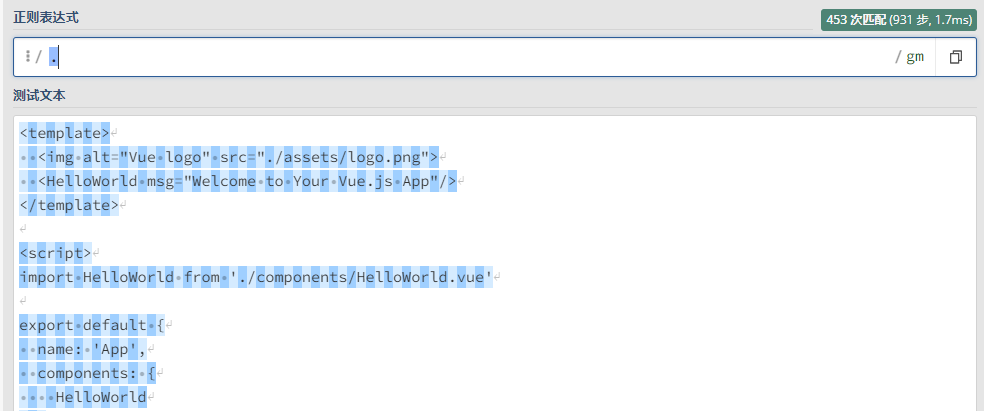 正则表达式
453 次匹配 (931 步, 1.7ms)
/ . / gm
测试文本
<template>
  <img alt="Vue logo" src="./assets/logo.png">
  <HelloWorld msg="Welcome to Your Vue.js App"/>
</template>
<script>
import HelloWorld from './components/HelloWorld.vue'
export default {
  name: 'App',
  components: {
    HelloWorld